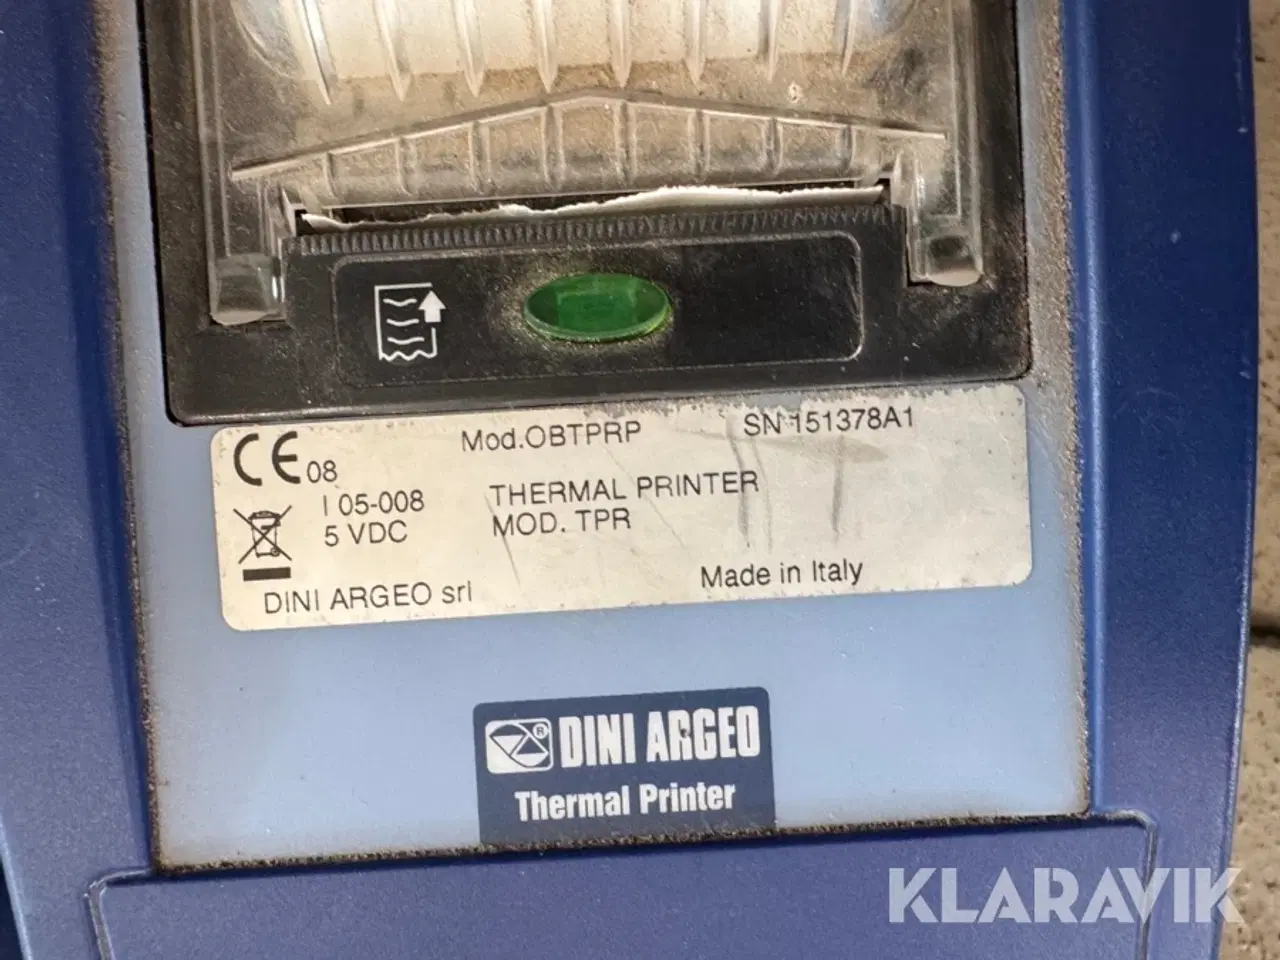 CE 08 Mod.OBTPRP SN 151378A1
I 05-008 THERMAL PRINTER
5 VDC MOD. TPR
DINI ARGEO srl Made in Italy
® DINI ARGEO
Thermal Printer
KLARAVIK